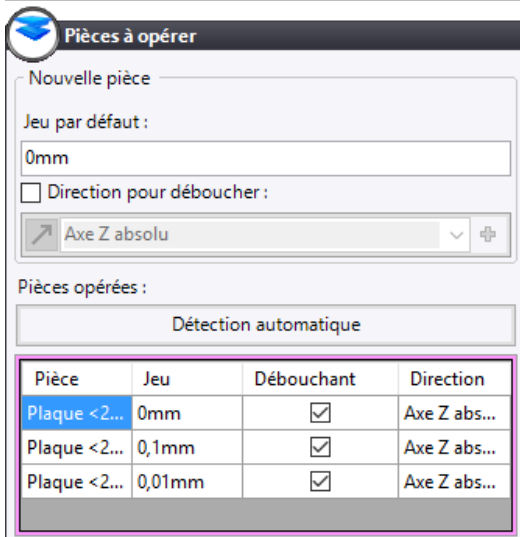 Pièces à opérer
Nouvelle pièce
Jeu par défaut :
0mm
Direction pour déboucher :
Axe Z absolu
Pièces opérées :
Détection automatique
Pièce Jeu Débouchant Direction
Plaque <2... 0mm Axe Z abs...
Plaque <2... 0,1mm Axe Z abs...
Plaque <2... 0,01mm Axe Z abs...